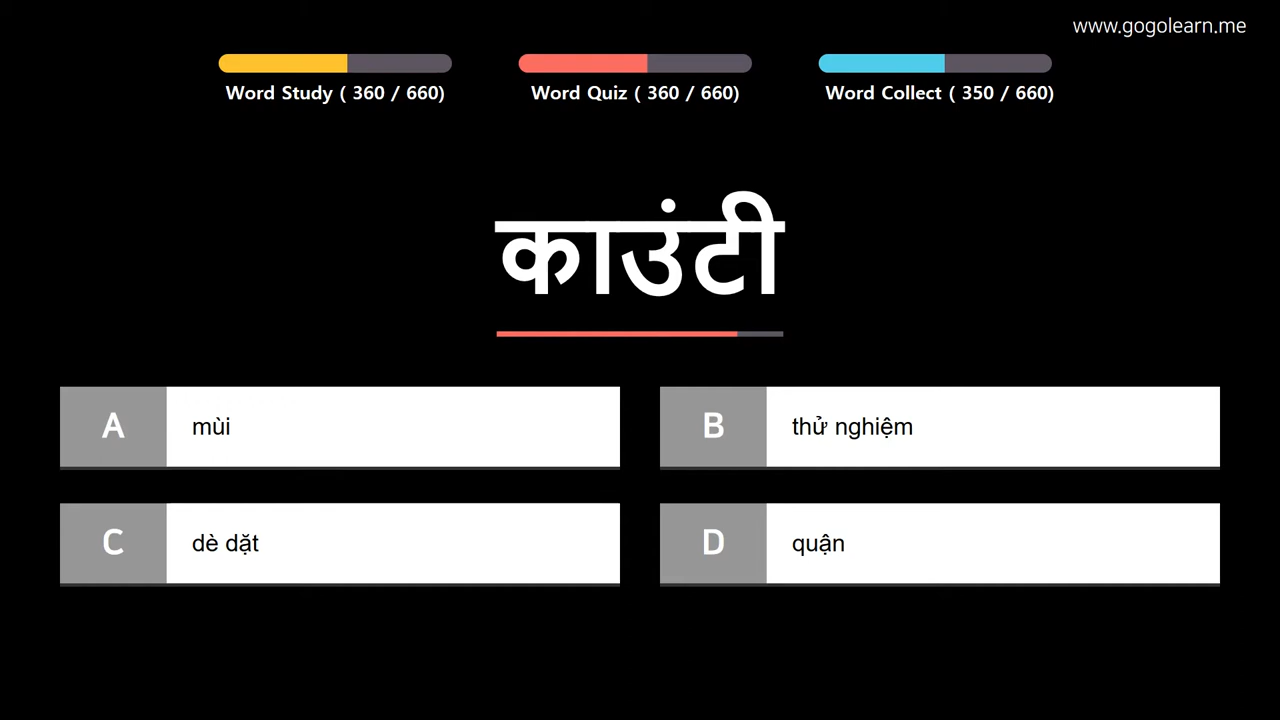 www.gogolearn.me
Word Study ( 360 / 660)
Word Quiz ( 360 / 660)
Word Collect ( 350 / 660)
काउंटी
A mùi
B thử nghiệm
C dè dặt
D quận